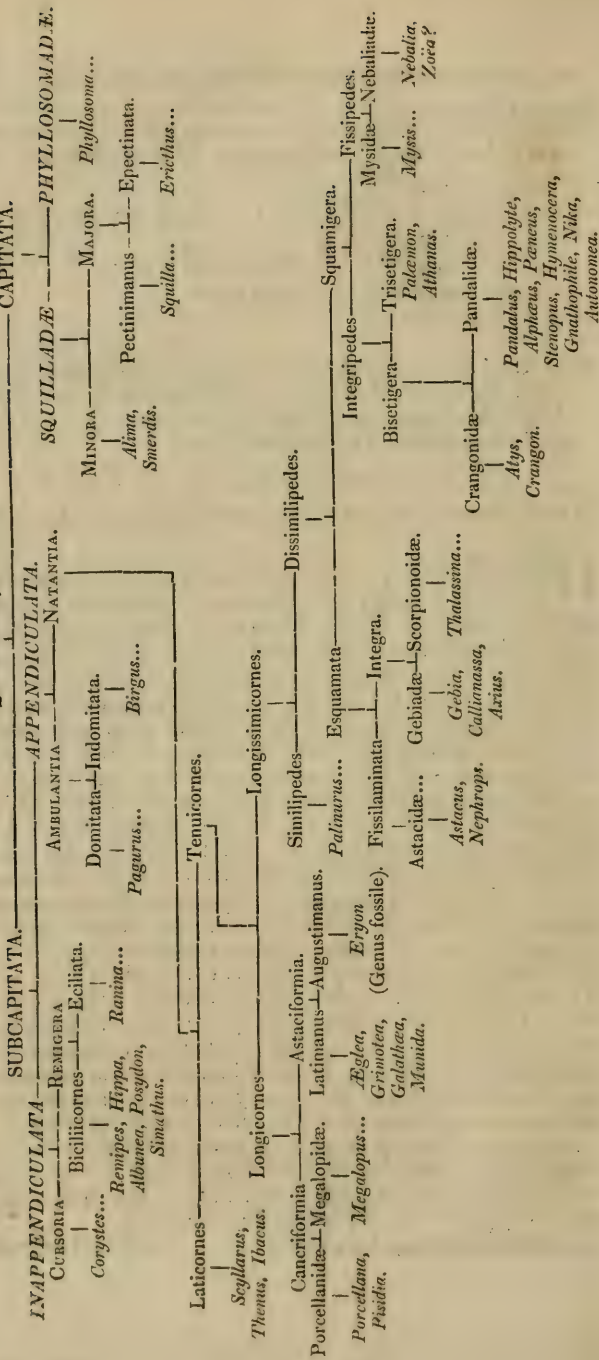 SUBCAPITATA. CAPITATA.
INAPPENDICULATA APPENDICULATA. SQUILLADÆ PHYLLOSOMADÆ.
CURSORIA REMIGERA AMBULANTIA NATANTIA. MINORA MAJORA. Phyllosoma...
Corystes... Biciliicornes Eciliata. Domitata Indomitata. Alima, Pectinimanus Epectinata.
Smerdis.
Remipes, Hippa, Ranina... Pagurus... Birgus... Squilla... Ericthus...
Albunea, Posydon,
Simathus.
Laticornes Tenuicornes.
Scyllarus,
Thenus, Ibacus.
Longicornes Longissimicornes.
Cancriformia Astaciformia. Similipedes Dissimilipedes.
Porcellanidæ Megalopidæ. Latimanus Augustimanus. Palinurus... Esquamata Squamigera.
Porcellana, Megalopus... Æglea, Eryon Fissilaminata Integra. Integripedes Fissipedes.
Pisidia. Grimotea, (Genus fossile).
Galathæa,
Munida.
Astacidæ... Gebiadæ Scorpionoidæ. Bisetigera Trisetigera. Mysidæ Nebaliadæ.
Astacus, Gebia, Thalassina... Palæmon, Mysis... Nebalia,
Nephrops. Callianassa, Athanas. Zoëa?
Axius.
Crangonidæ Pandalidæ.
Atys, Pandalus, Hippolyte,
Crangon. Alphæus, Pæneus,
Stenopus, Hymenocera,
Gnathophile, Nika,
Autonomea.